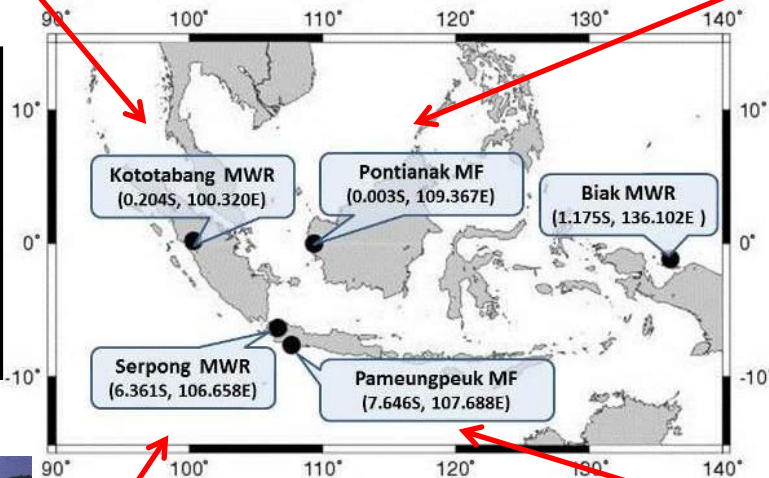 90° 100° 110° 120° 130° 140°
10° 10°
Kototabang MWR
(0.204S, 100.320E)
Pontianak MF
(0.003S, 109.367E)
Biak MWR
(1.175S, 136.102E )
0° 0°
Serpong MWR
(6.361S, 106.658E)
Pameungpeuk MF
(7.646S, 107.688E)
-10° -10°
90° 100° 110° 120° 130° 140°